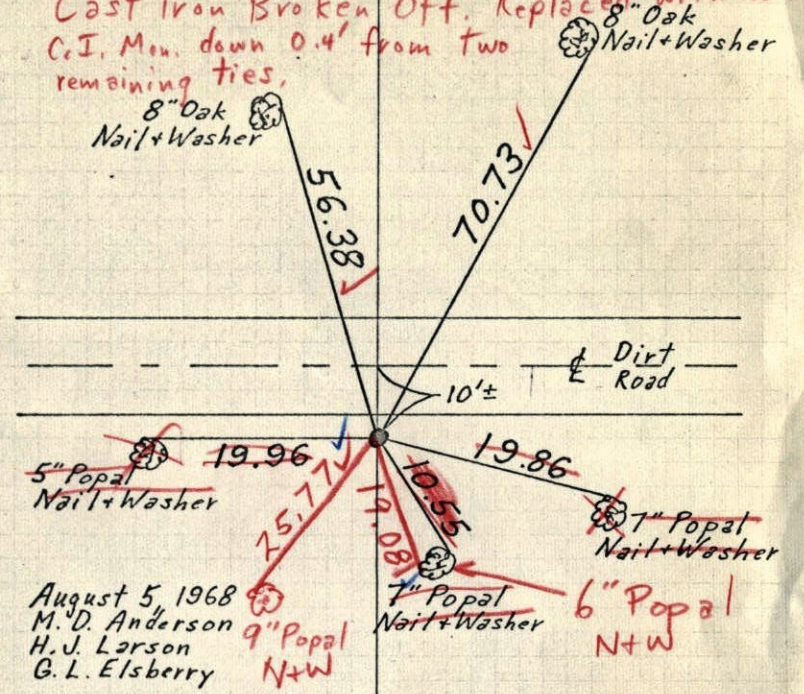 Cast Iron Broken Off. Replaced
C.I. Mon. down 0.4' from two
remaining ties.
8" Oak
Nail+Washer
8" Oak
Nail+Washer
56.38
70.73
℄ Dirt
Road
10'±
19.96
19.86
5" Popal
Nail+Washer
25.77
19.08
10.55
7" Popal
Nail+Washer
7" Popal
Nail+Washer
6" Popal
N+W
9" Popal
N+W
August 5, 1968
M. D. Anderson
H. J. Larson
G. L. Elsberry